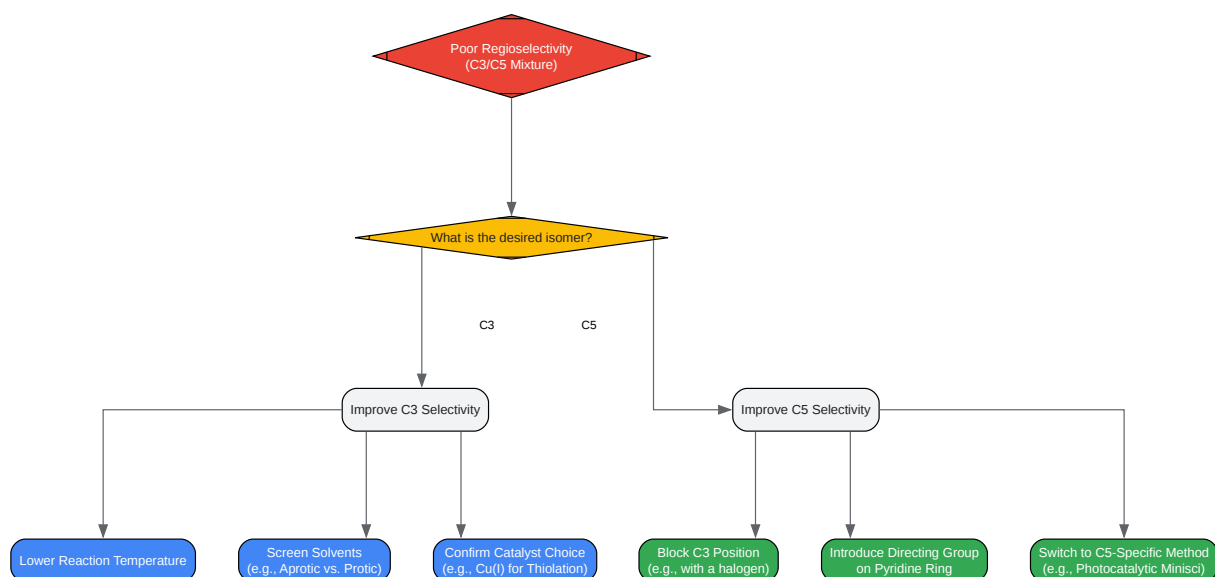 Poor Regioselectivity
(C3/C5 Mixture)
What is the desired isomer?
C3
C5
Improve C3 Selectivity
Improve C5 Selectivity
Lower Reaction Temperature
Screen Solvents
(e.g., Aprotic vs. Protic)
Confirm Catalyst Choice
(e.g., Cu(I) for Thiolation)
Block C3 Position
(e.g., with a halogen)
Introduce Directing Group
on Pyridine Ring
Switch to C5-Specific Method
(e.g., Photocatalytic Minisci)